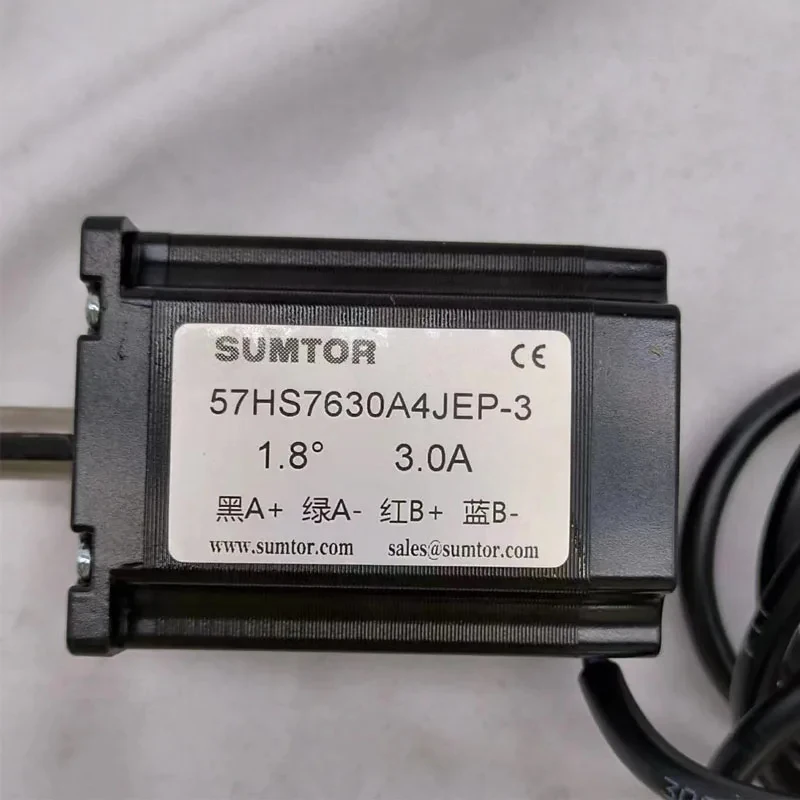 SUMTOR CE
57HS7630A4JEP-3
1.8° 3.0A
黑A+ 绿A- 红B+ 蓝B-
www.sumtor.com sales@sumtor.com